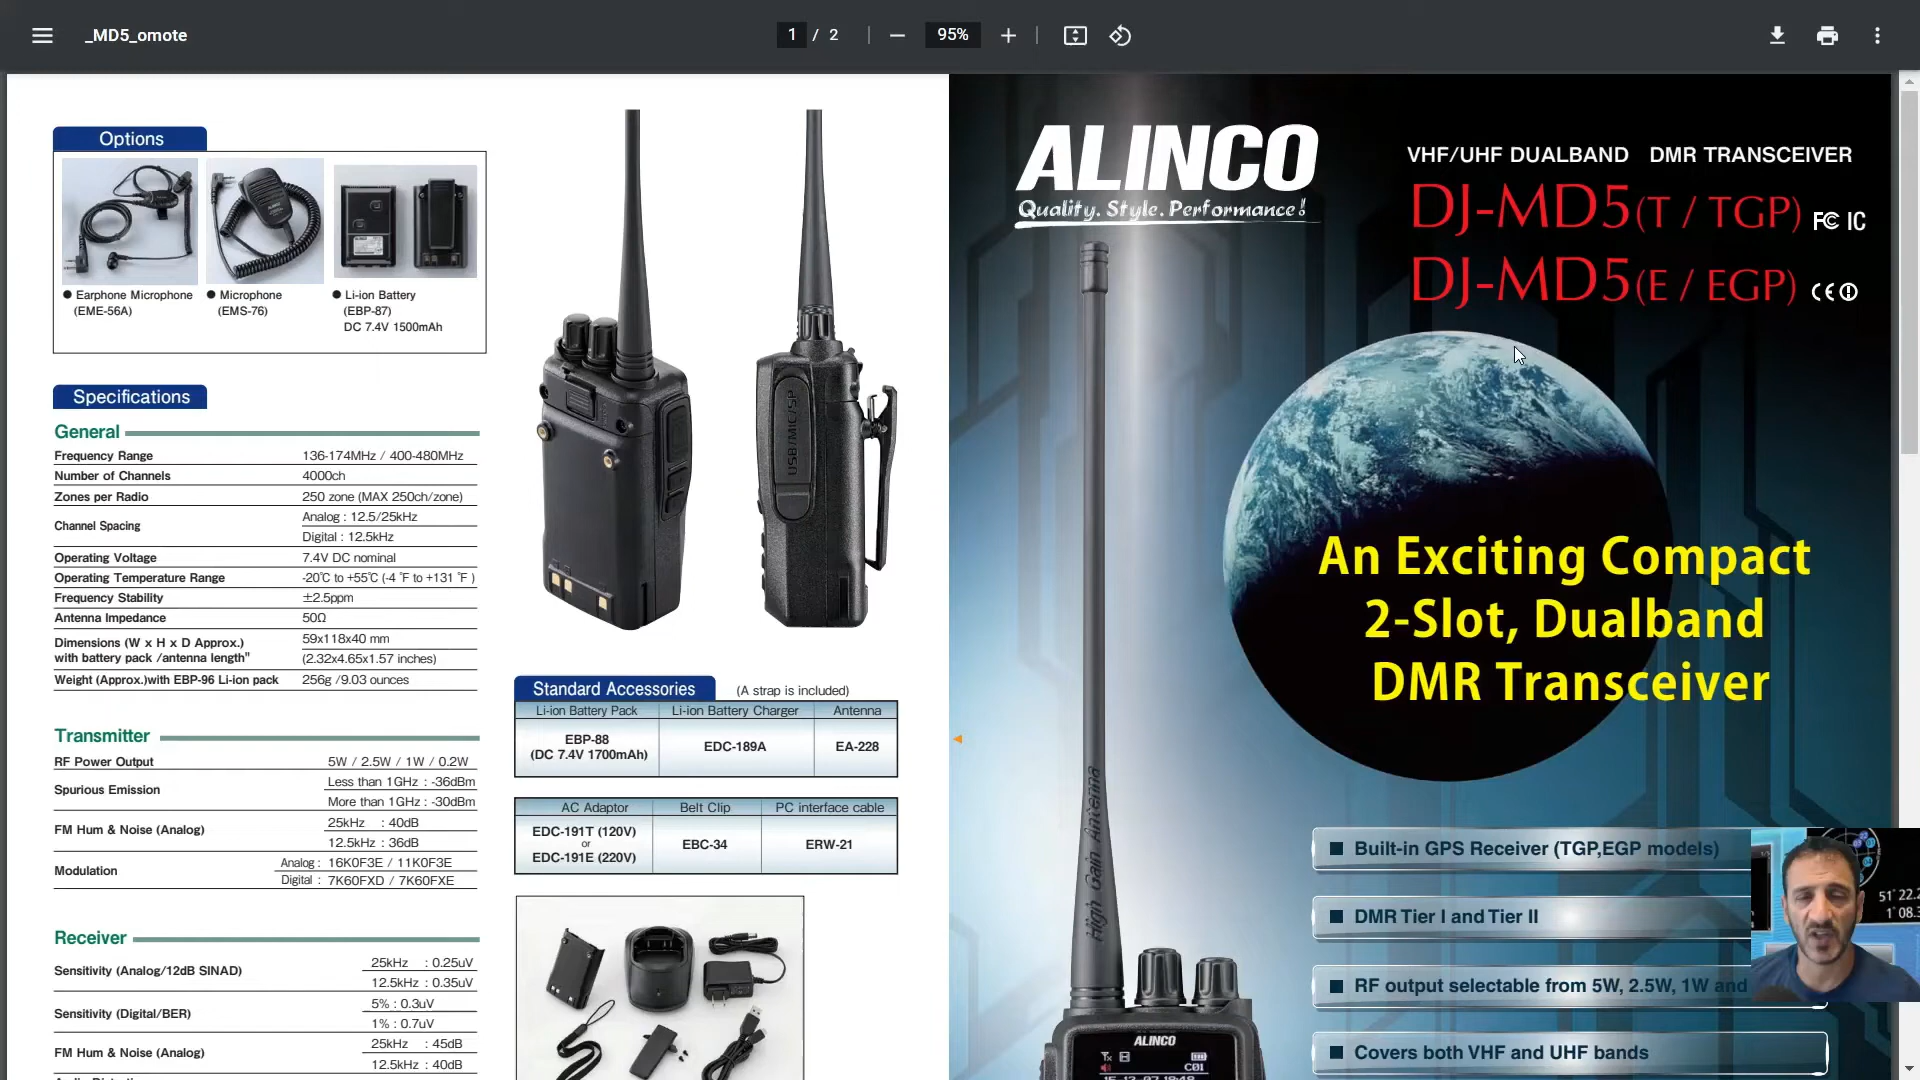 _MD5_omote
1 / 2
95%
Options
Earphone Microphone
(EME-56A)
Microphone
(EMS-76)
Li-ion Battery
(EBP-87)
DC 7.4V 1500mAh
Specifications
General
Frequency Range 136-174MHz / 400-480MHz
Number of Channels 4000ch
Zones per Radio 250 zone (MAX 250ch/zone)
Channel Spacing Analog : 12.5/25kHz
Digital : 12.5kHz
Operating Voltage 7.4V DC nominal
Operating Temperature Range -20℃ to +55℃ (-4 ℉ to +131 ℉ )
Frequency Stability ±2.5ppm
Antenna Impedance 50Ω
Dimensions (W x H x D Approx.) 59x118x40 mm
with battery pack /antenna length" (2.32x4.65x1.57 inches)
Weight (Approx.)with EBP-96 Li-ion pack 256g /9.03 ounces
Transmitter
RF Power Output 5W / 2.5W / 1W / 0.2W
Spurious Emission Less than 1GHz : -36dBm
More than 1GHz : -30dBm
FM Hum & Noise (Analog) 25kHz : 40dB
12.5kHz : 36dB
Modulation Analog : 16K0F3E / 11K0F3E
Digital : 7K60FXD / 7K60FXE
Receiver
Sensitivity (Analog/12dB SINAD) 25kHz : 0.25uV
12.5kHz : 0.35uV
Sensitivity (Digital/BER) 5% : 0.3uV
1% : 0.7uV
FM Hum & Noise (Analog) 25kHz : 45dB
12.5kHz : 40dB
USB/MIC/SP
Standard Accessories (A strap is included)
Li-ion Battery Pack Li-ion Battery Charger Antenna
EBP-88
(DC 7.4V 1700mAh) EDC-189A EA-228
AC Adaptor Belt Clip PC interface cable
EDC-191T (120V)
or
EDC-191E (220V)
EBC-34 ERW-21
ALINCO
Quality. Style. Performance!
VHF/UHF DUALBAND DMR TRANSCEIVER
DJ-MD5(T / TGP) FC IC
DJ-MD5(E / EGP) CE
An Exciting Compact
2-Slot, Dualband
DMR Transceiver
High Gain Antenna
Built-in GPS Receiver (TGP,EGP models)
DMR Tier I and Tier II
RF output selectable from 5W, 2.5W, 1W and
Covers both VHF and UHF bands
ALINCO
C01
51° 22.2
1° 08.3